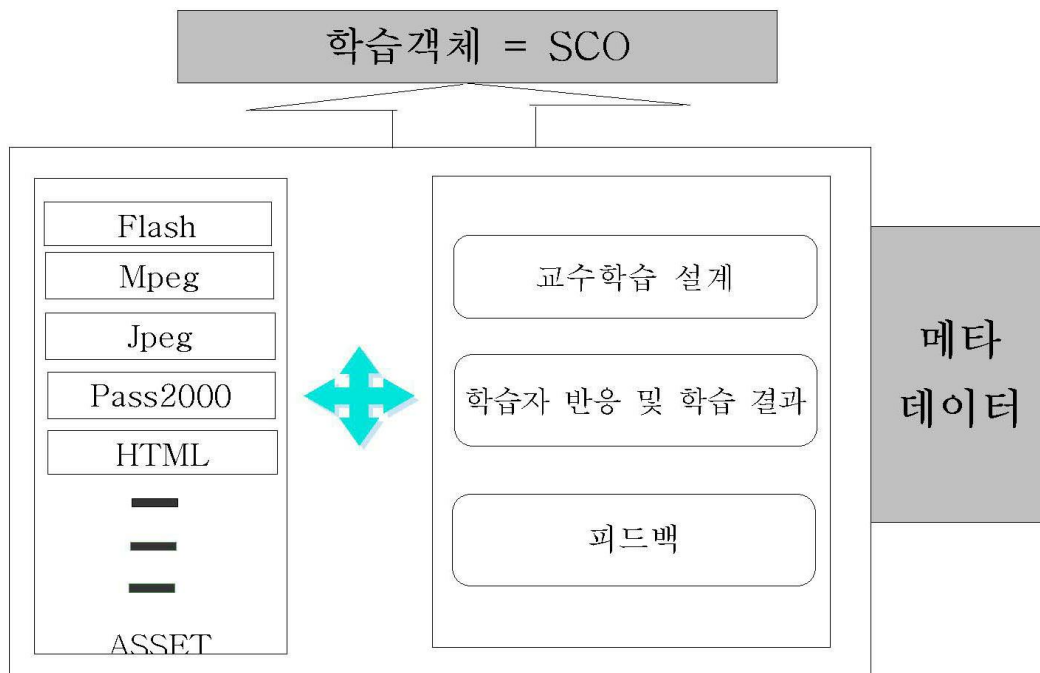 학습객체 = SCO
Flash
Mpeg
Jpeg
Pass2000
HTML
ASSET
교수학습 설계
학습자 반응 및 학습 결과
피드백
메타
데이터